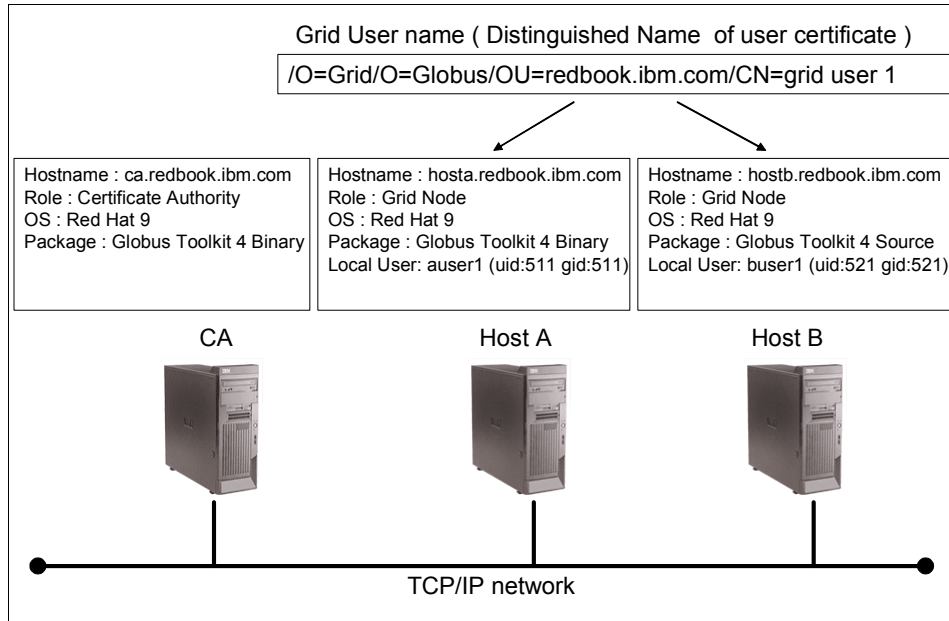 Grid User name ( Distinguished Name of user certificate )
/O=Grid/O=Globus/OU=redbook.ibm.com/CN=grid user 1
Hostname : ca.redbook.ibm.com
Role : Certificate Authority
OS : Red Hat 9
Package : Globus Toolkit 4 Binary
Hostname : hosta.redbook.ibm.com
Role : Grid Node
OS : Red Hat 9
Package : Globus Toolkit 4 Binary
Local User: auser1 (uid:511 gid:511)
Hostname : hostb.redbook.ibm.com
Role : Grid Node
OS : Red Hat 9
Package : Globus Toolkit 4 Source
Local User: buser1 (uid:521 gid:521)
CA
Host A
Host B
TCP/IP network